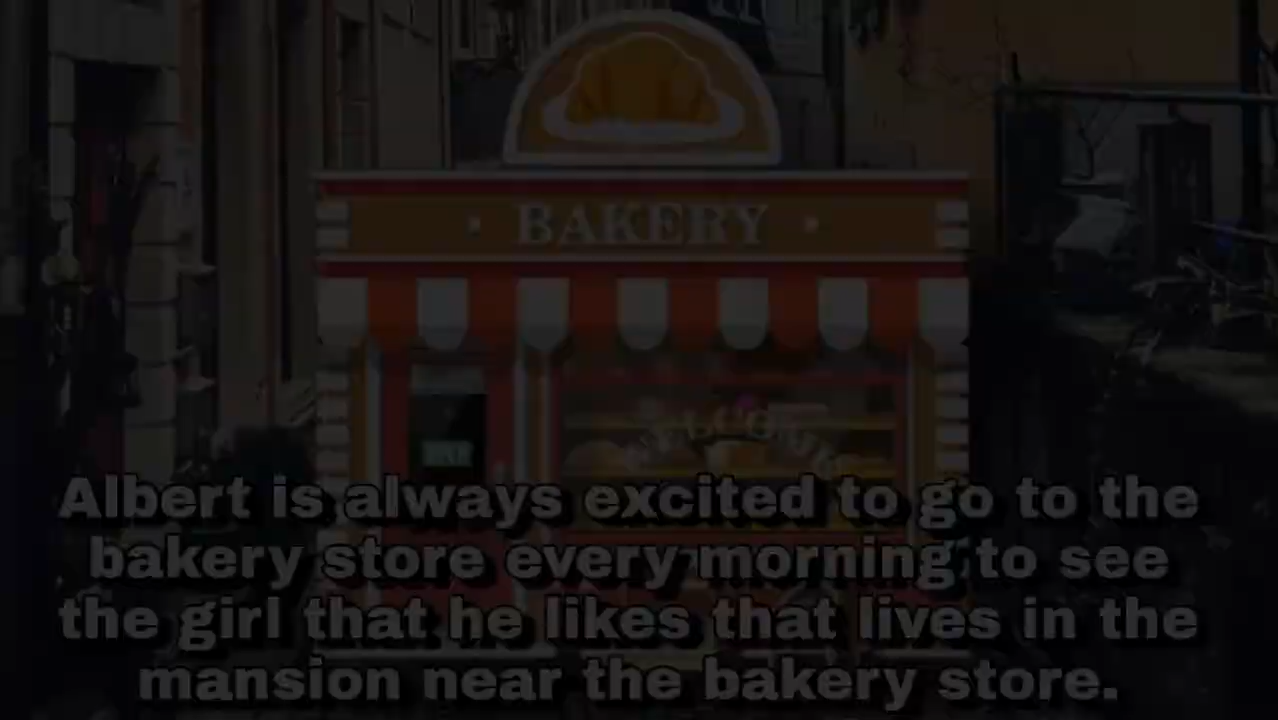 BAKERY
WELCOME
Albert is always excited to go to the
bakery store every morning to see
the girl that he likes that lives in the
mansion near the bakery store.